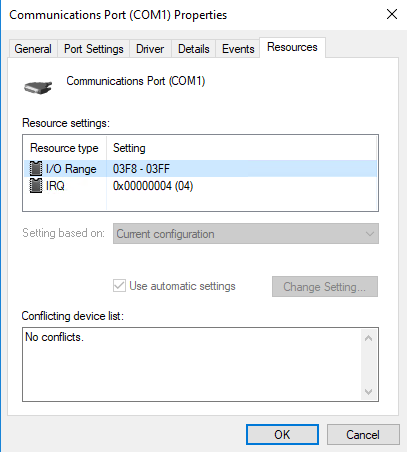 Communications Port (COM1) Properties
General Port Settings Driver Details Events Resources
Communications Port (COM1)
Resource settings:
Resource type Setting
I/O Range 03F8 - 03FF
IRQ 0x00000004 (04)
Setting based on: Current configuration
Use automatic settings Change Setting...
Conflicting device list:
No conflicts.
OK Cancel